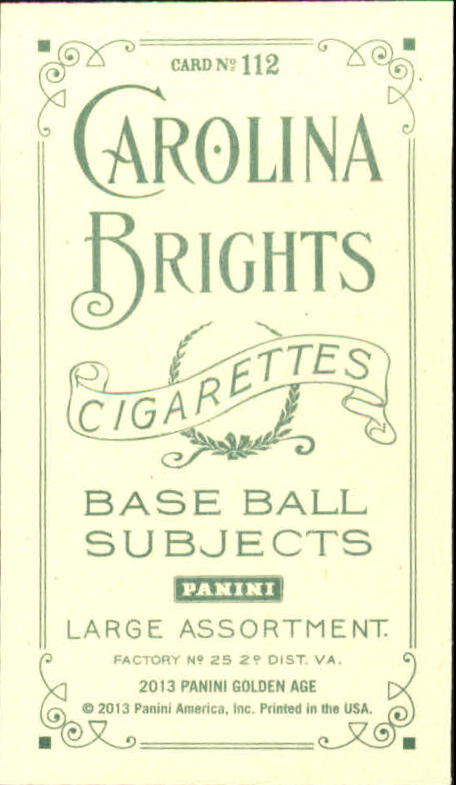 CARD Nº 112
CAROLINA
BRIGHTS
CIGARETTES
BASE BALL
SUBJECTS
PANINI
LARGE ASSORTMENT.
FACTORY Nº 25 2º DIST. VA.
2013 PANINI GOLDEN AGE
© 2013 Panini America, Inc. Printed in the USA.